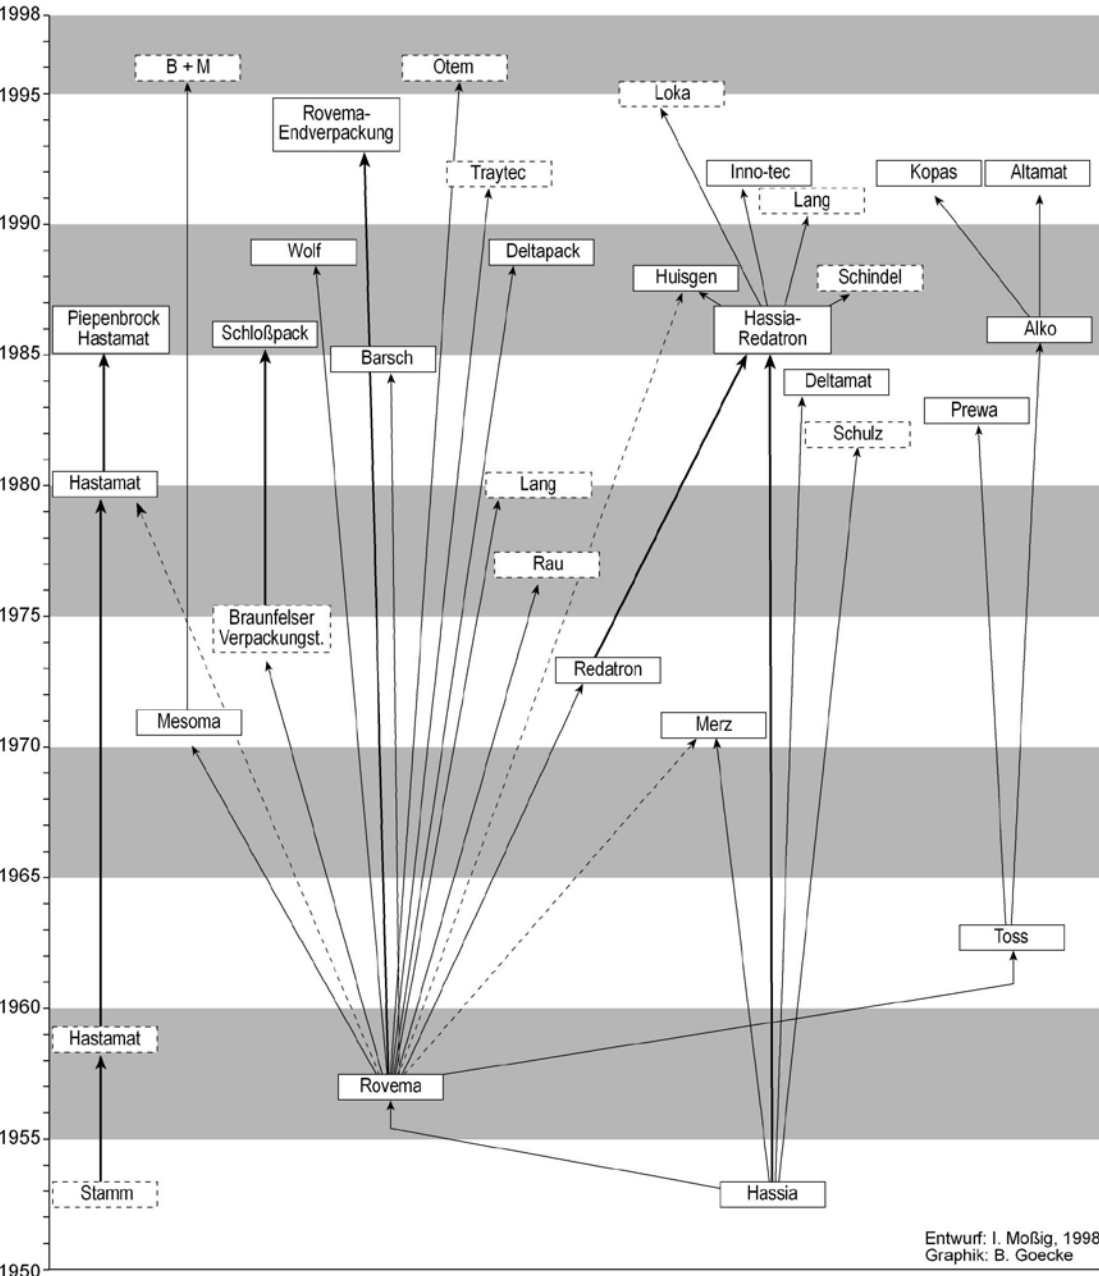 1998
B + M
Otem
1995
Loka
Rovema-
Endverpackung
Traytec
Inno-tec
Kopas
Altamat
Lang
1990
Wolf
Deltapack
Huisgen
Schindel
Piepenbrock
Hastamat
Schloßpack
Hassia-
Redatron
Alko
1985
Barsch
Deltamat
Prewa
Schulz
1980
Hastamat
Lang
Rau
1975
Braunfelser
Verpackungst.
Redatron
Mesoma
Merz
1970
1965
Toss
1960
Hastamat
Rovema
1955
Stamm
Hassia
Entwurf: I. Moßig, 1998
Graphik: B. Goecke
1950